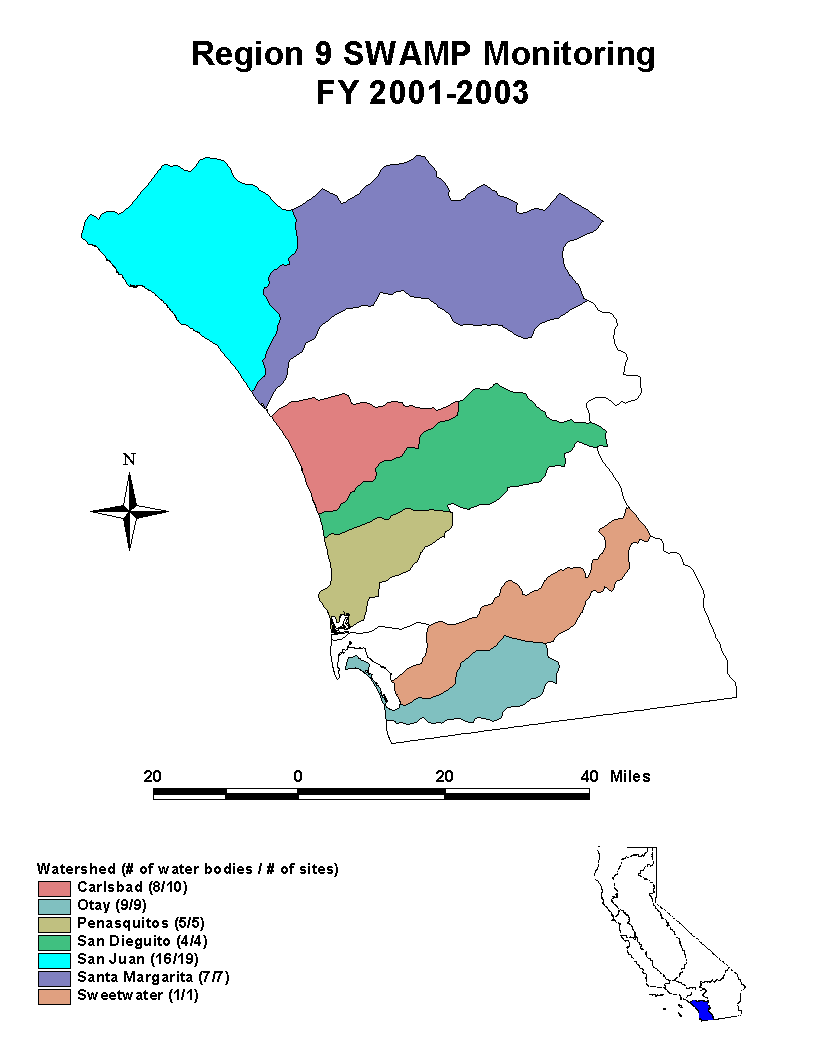 Region 9 SWAMP Monitoring
FY 2001-2003
N
20 0 20 40 Miles
Watershed (# of water bodies / # of sites)
Carlsbad (8/10)
Otay (9/9)
Penasquitos (5/5)
San Dieguito (4/4)
San Juan (16/19)
Santa Margarita (7/7)
Sweetwater (1/1)